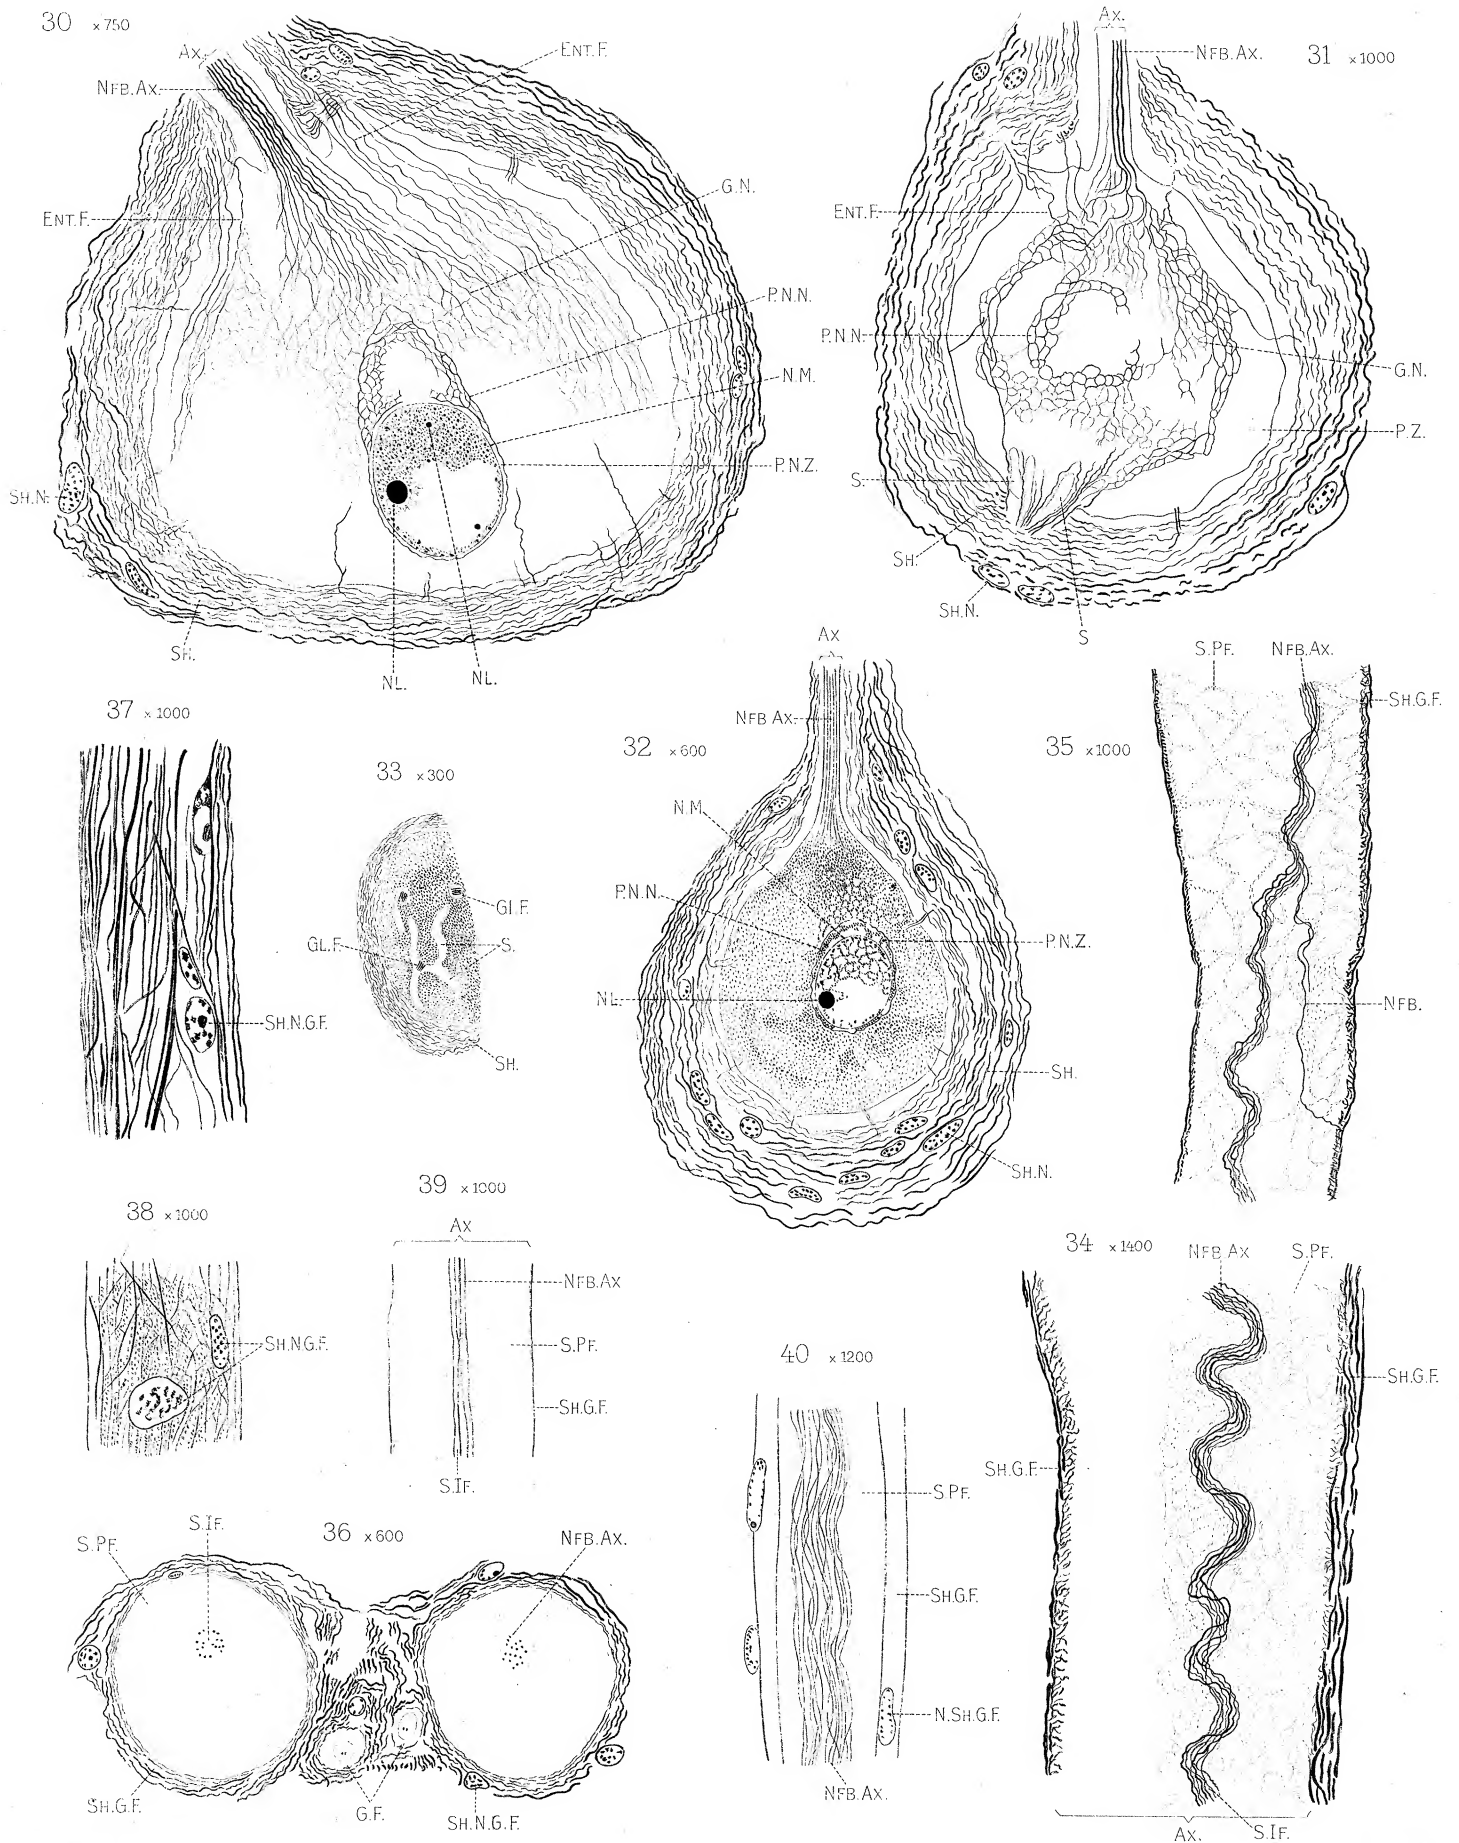 30 ×750
Ax.
NFB.Ax.
ENT.F.
ENT.F.
G.N.
P.N.N.
N.M.
P.N.Z.
SH.N.
SH.
NL.
NL.
Ax.
NFB.Ax.
31 ×1000
ENT.F.
P.N.N.
G.N.
P.Z.
S.
SH.
SH.N.
S
37 ×1000
SH.N.G.F.
33 ×300
GL.F.
GL.F.
S.
SH.
Ax
NFB Ax.
32 ×600
N.M.
P.N.N.
P.N.Z.
NL.
SH.
SH.N.
S.PF.
NFB.Ax.
SH.G.F.
35 ×1000
NFB.
38 ×1000
SH.N.G.F.
39 ×1000
Ax
NFB.Ax
S.PF.
SH.G.F.
S.IF.
34 ×1400
NFB Ax
S.PF.
SH.G.F.
SH.G.F.
Ax.
S.IF.
40 ×1200
S.PF.
SH.G.F.
N.SH.G.F.
NFB.Ax.
36 ×600
S.PF.
S.IF.
NFB.Ax.
SH.G.F.
G.F.
SH.N.G.F.